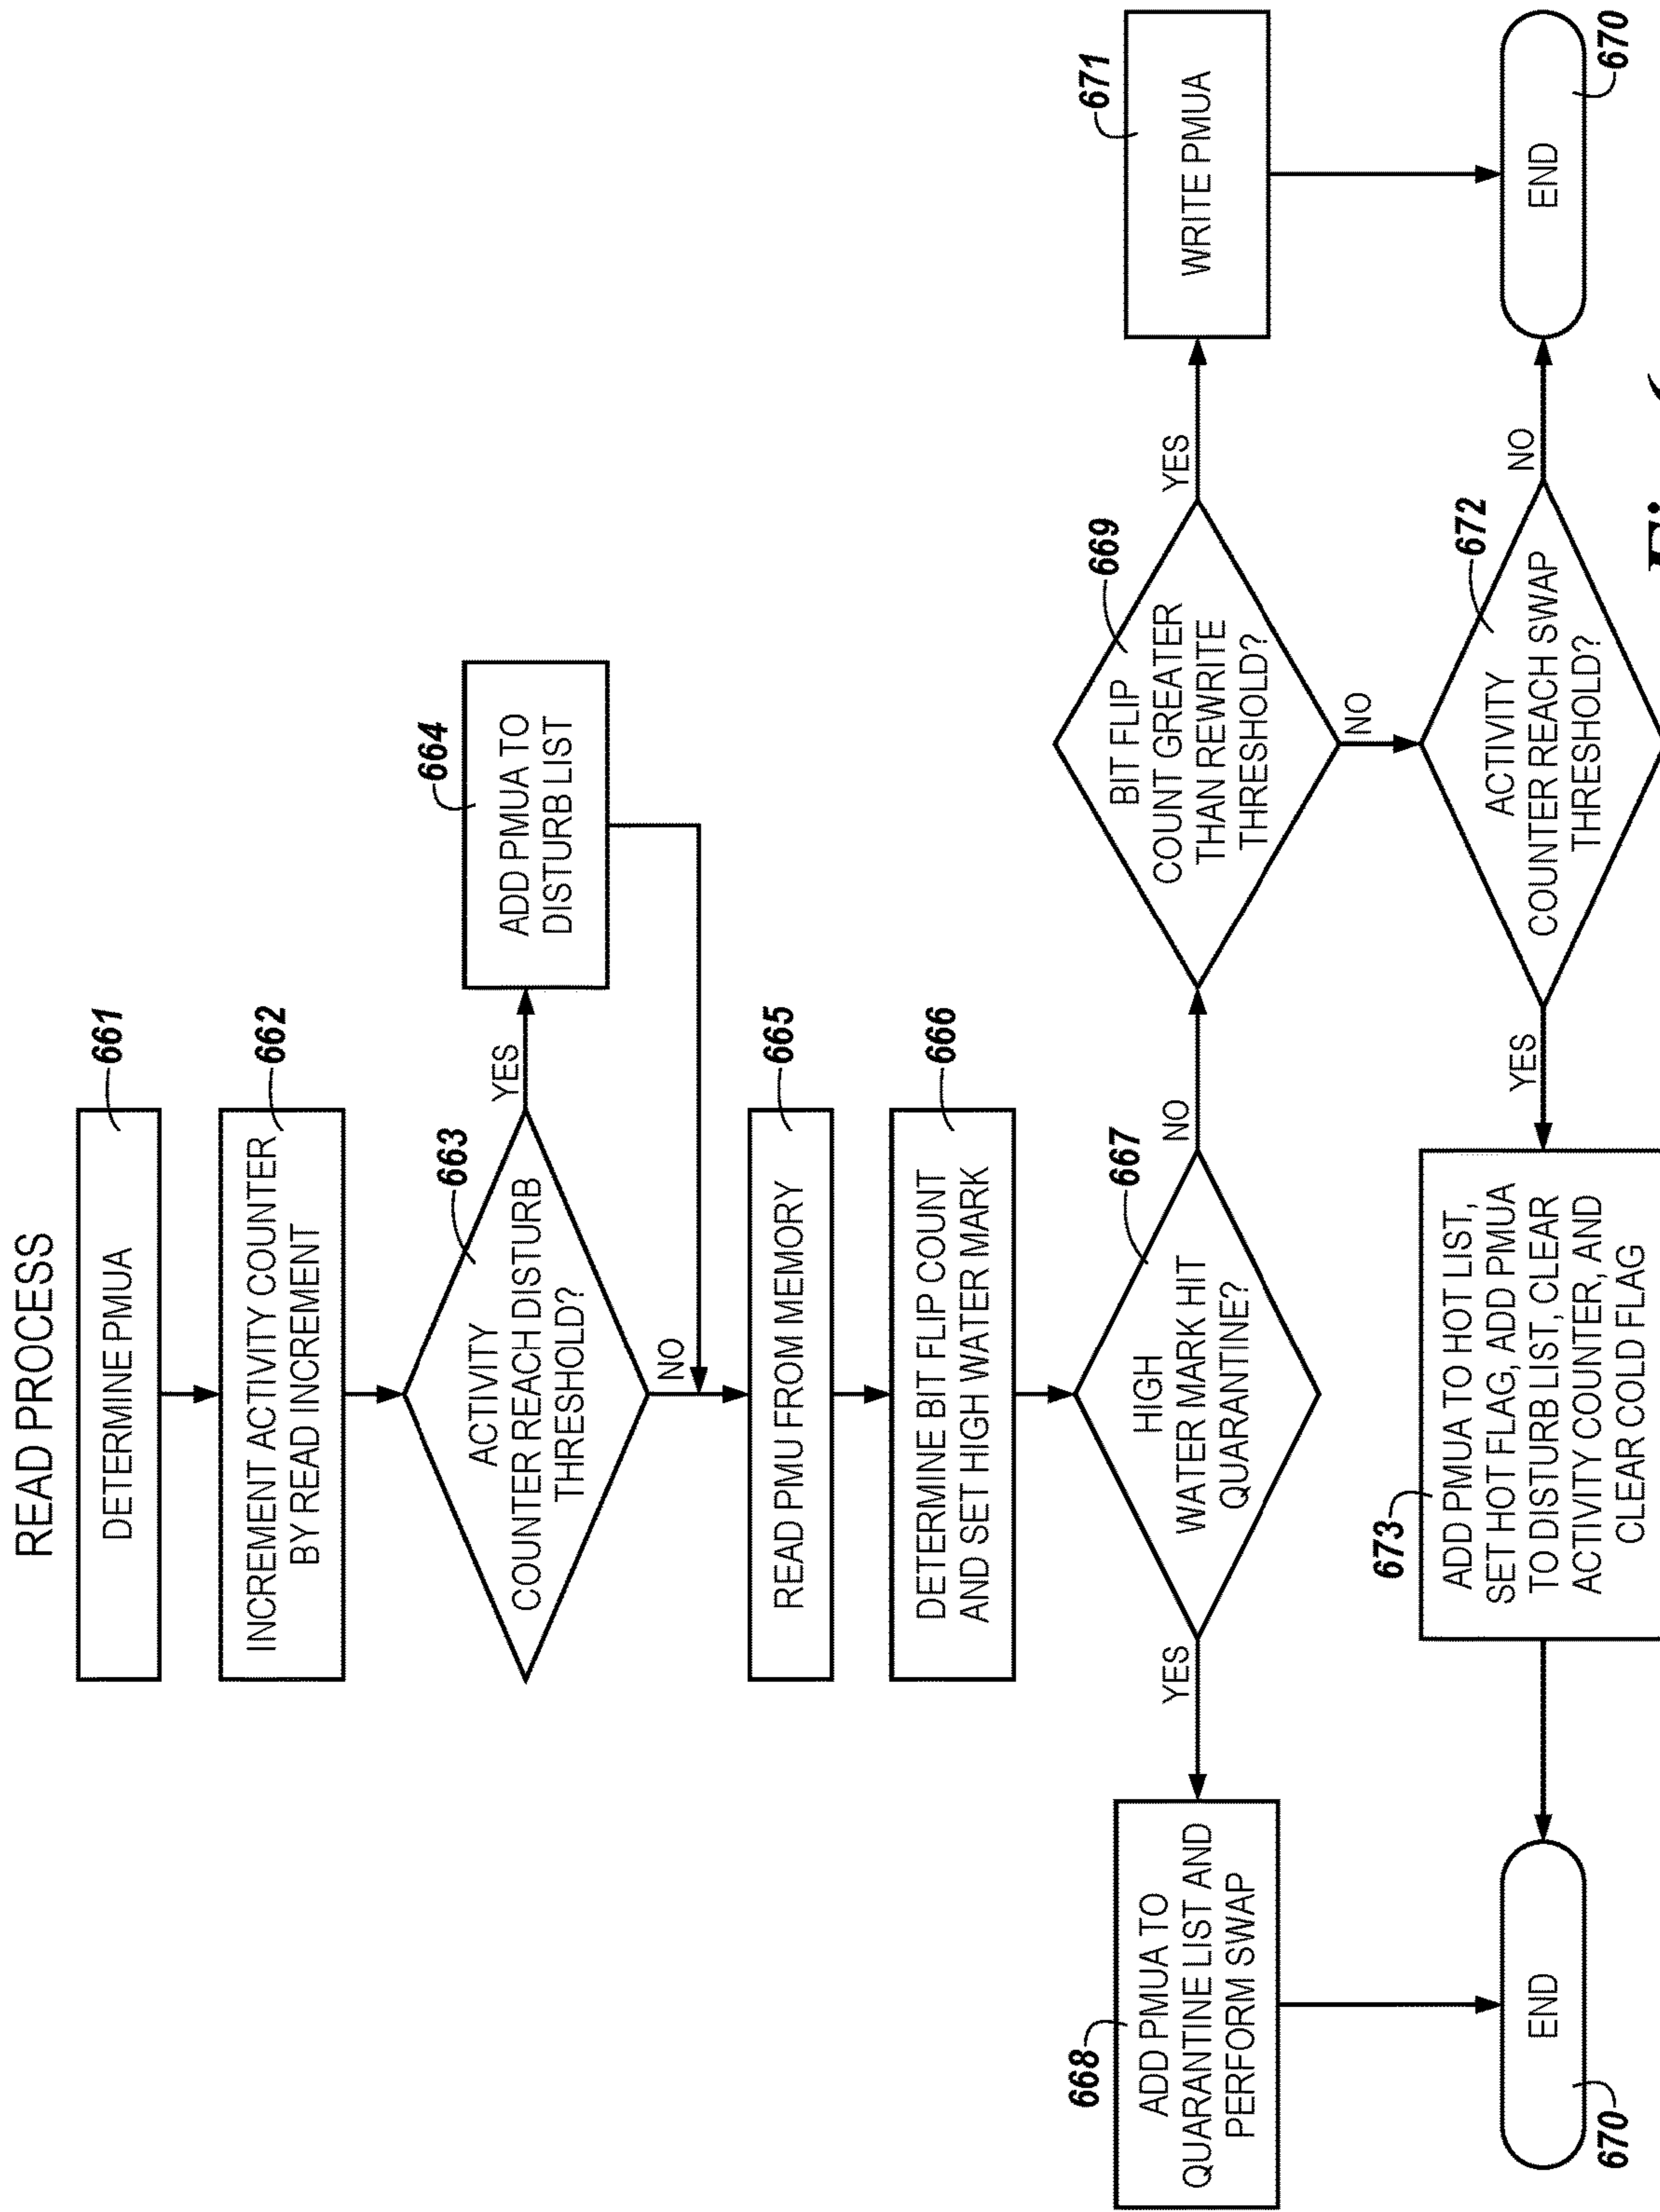 READ PROCESS
661
DETERMINE PMUA
662
INCREMENT ACTIVITY COUNTER
BY READ INCREMENT
663
ACTIVITY
COUNTER REACH DISTURB
THRESHOLD?
YES
NO
664
ADD PMUA TO
DISTURB LIST
665
READ PMU FROM MEMORY
666
DETERMINE BIT FLIP COUNT
AND SET HIGH WATER MARK
667
HIGH
WATER MARK HIT
QUARANTINE?
YES
NO
668
ADD PMUA TO
QUARANTINE LIST AND
PERFORM SWAP
669
BIT FLIP
COUNT GREATER
THAN REWRITE
THRESHOLD?
YES
NO
671
WRITE PMUA
672
ACTIVITY
COUNTER REACH SWAP
THRESHOLD?
YES
NO
673
ADD PMUA TO HOT LIST,
SET HOT FLAG, ADD PMUA
TO DISTURB LIST, CLEAR
ACTIVITY COUNTER, AND
CLEAR COLD FLAG
END
670
END
670